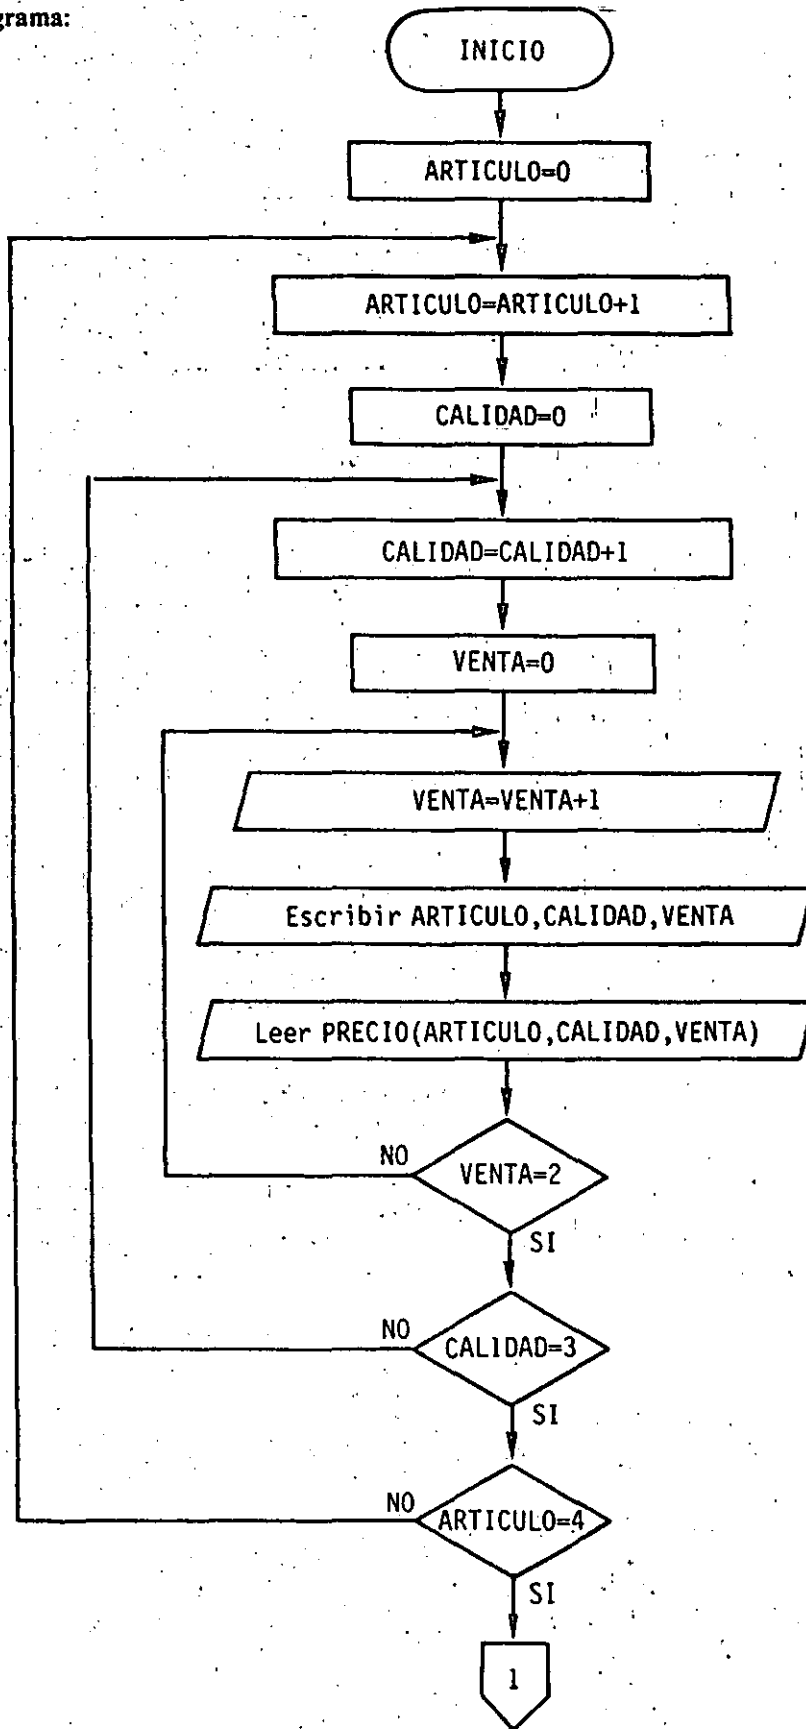 grama:
INICIO
ARTICULO=0
ARTICULO=ARTICULO+1
CALIDAD=0
CALIDAD=CALIDAD+1
VENTA=0
VENTA=VENTA+1
Escribir ARTICULO,CALIDAD,VENTA
Leer PRECIO(ARTICULO,CALIDAD,VENTA)
NO
VENTA=2
SI
NO
CALIDAD=3
SI
NO
ARTICULO=4
SI
1